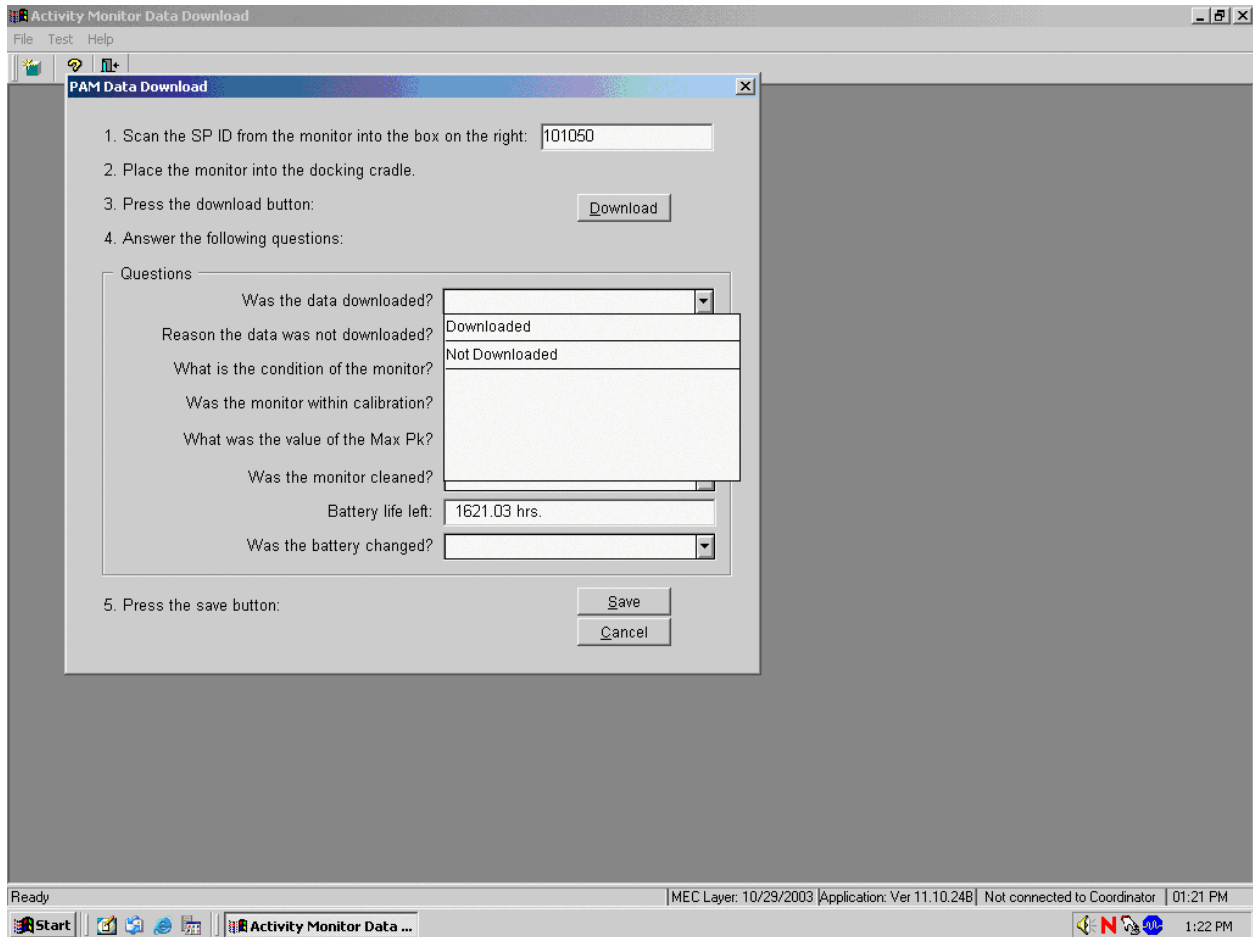 Activity Monitor Data Download
File Test Help
PAM Data Download
1. Scan the SP ID from the monitor into the box on the right: 101050
2. Place the monitor into the docking cradle.
3. Press the download button: Download
4. Answer the following questions:
Questions
Was the data downloaded?
Downloaded
Reason the data was not downloaded?
Not Downloaded
What is the condition of the monitor?
Was the monitor within calibration?
What was the value of the Max Pk?
Was the monitor cleaned?
Battery life left: 1621.03 hrs.
Was the battery changed?
5. Press the save button: Save
Cancel
Ready MEC Layer: 10/29/2003 Application: Ver 11.10.24B Not connected to Coordinator 01:21 PM
Start Activity Monitor Data ... N 1:22 PM